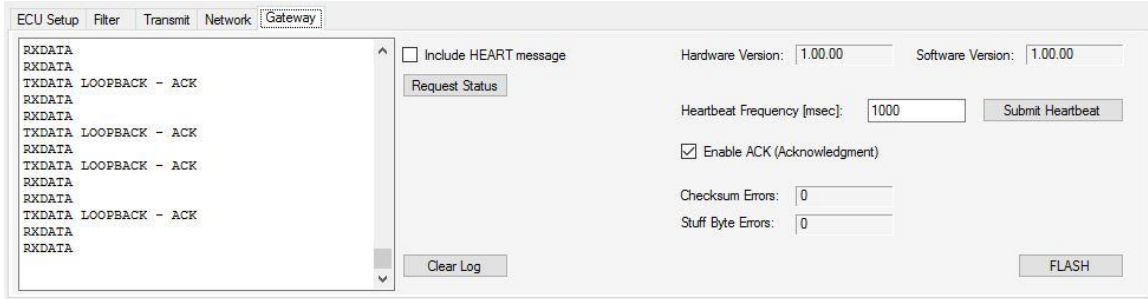 ECU Setup Filter Transmit Network Gateway
RXDATA
RXDATA
TXDATA LOOPBACK - ACK
RXDATA
RXDATA
TXDATA LOOPBACK - ACK
RXDATA
TXDATA LOOPBACK - ACK
RXDATA
RXDATA
TXDATA LOOPBACK - ACK
RXDATA
RXDATA
Include HEART message
Request Status
Clear Log
Hardware Version: 1.00.00 Software Version: 1.00.00
Heartbeat Frequency [msec]: 1000 Submit Heartbeat
Enable ACK (Acknowledgment)
Checksum Errors: 0
Stuff Byte Errors: 0
FLASH